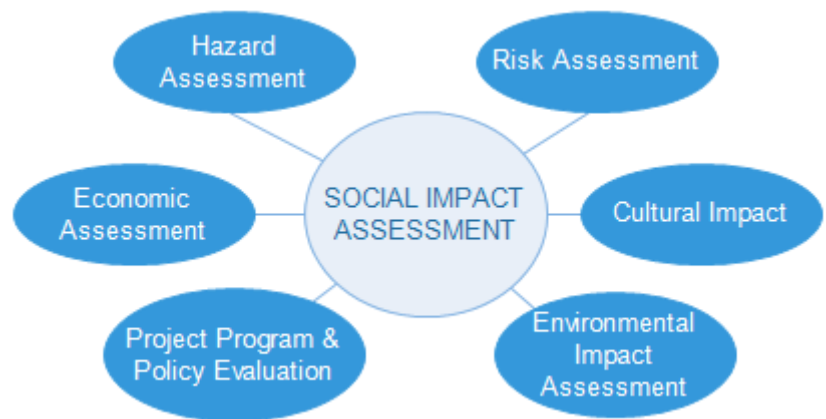 Hazard
Assessment
Risk Assessment
SOCIAL IMPACT
ASSESSMENT
Economic
Assessment
Cultural Impact
Project Program &
Policy Evaluation
Environmental
Impact
Assessment